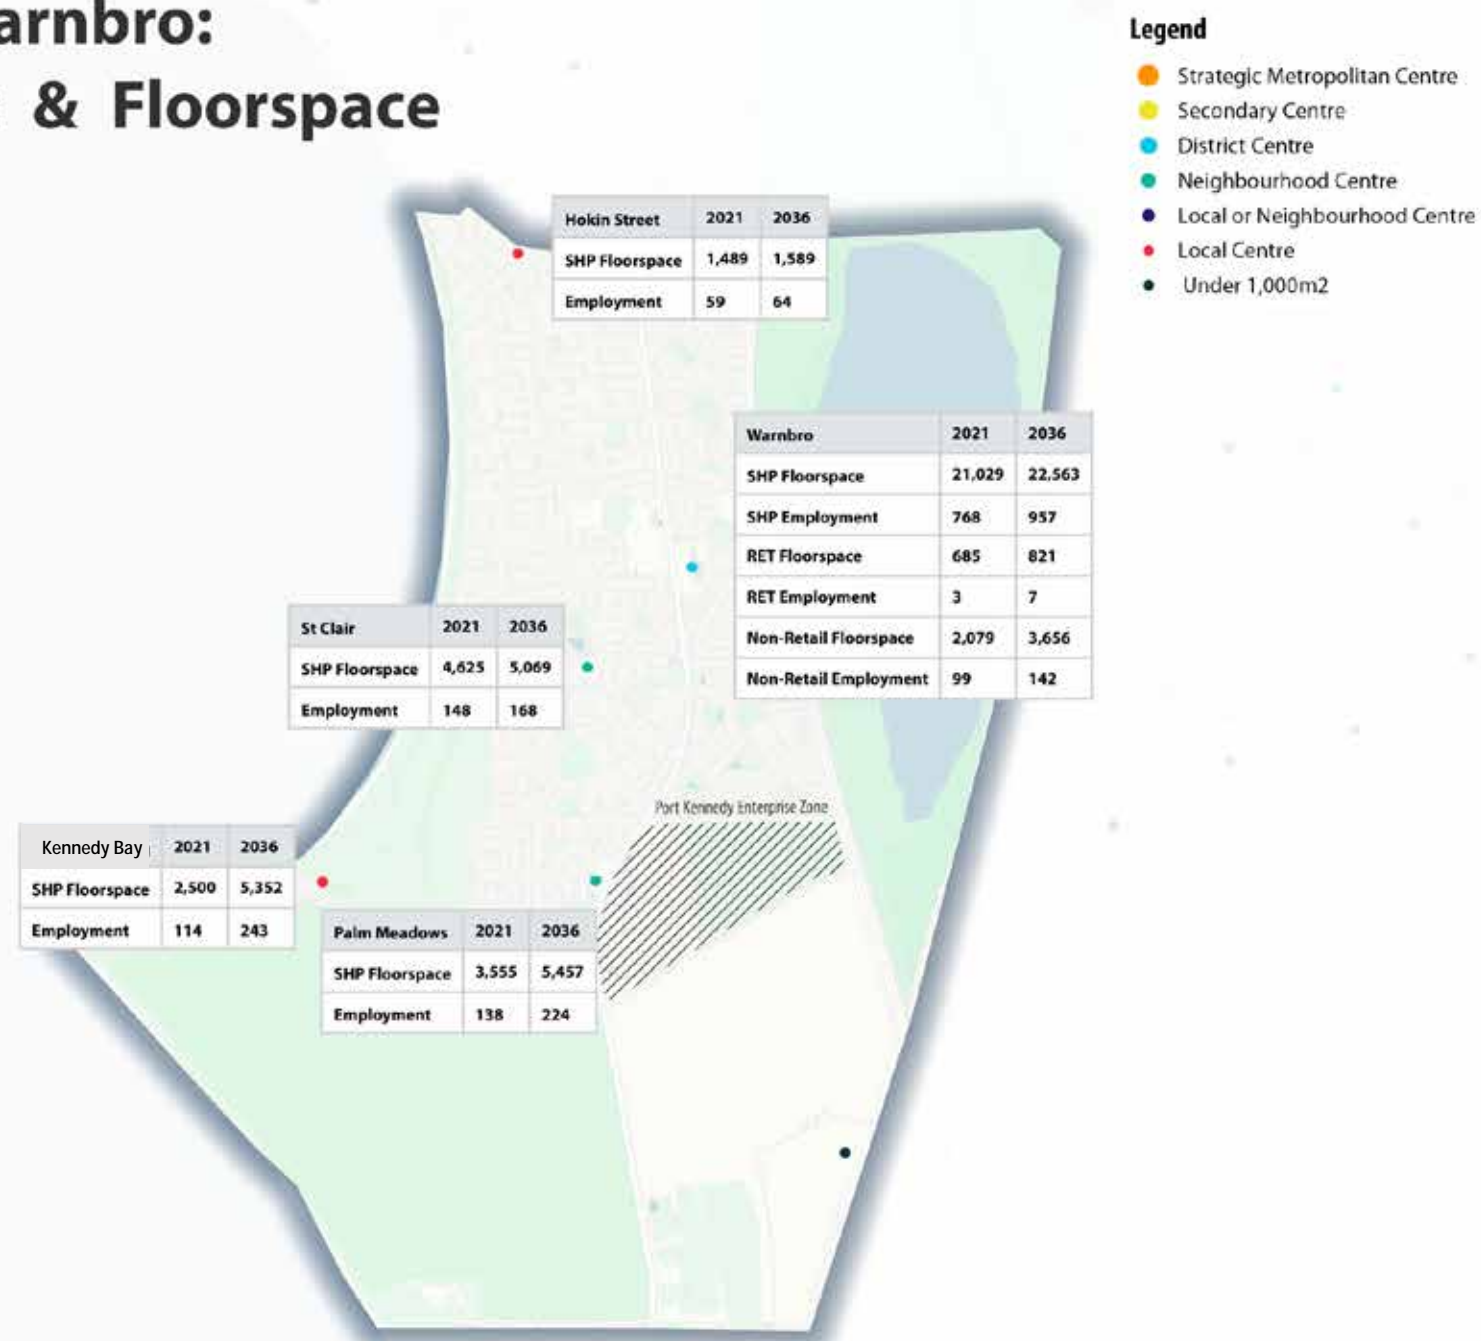 arnbro:
& Floorspace
Legend
Strategic Metropolitan Centre
Secondary Centre
District Centre
Neighbourhood Centre
Local or Neighbourhood Centre
Local Centre
Under 1,000m2
Hokin Street 2021 2036
SHP Floorspace 1,489 1,589
Employment 59 64
Warnbro 2021 2036
SHP Floorspace 21,029 22,563
SHP Employment 768 957
RET Floorspace 685 821
RET Employment 3 7
Non-Retail Floorspace 2,079 3,656
Non-Retail Employment 99 142
St Clair 2021 2036
SHP Floorspace 4,625 5,069
Employment 148 168
Port Kennedy Enterprise Zone
Kennedy Bay 2021 2036
SHP Floorspace 2,500 5,352
Employment 114 243
Palm Meadows 2021 2036
SHP Floorspace 3,555 5,457
Employment 138 224